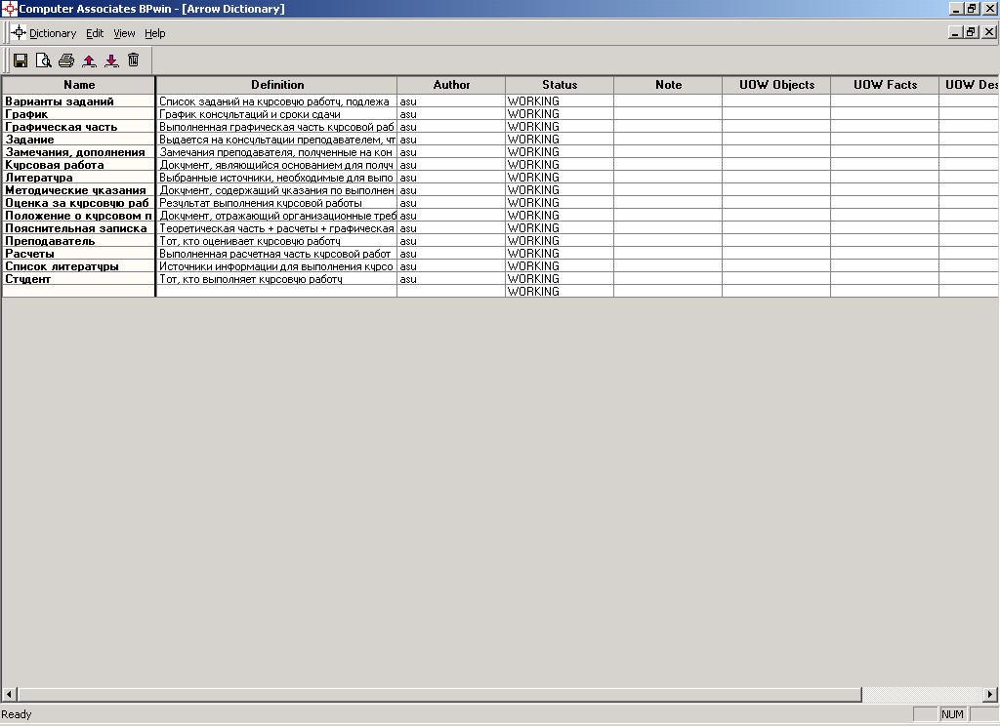 Computer Associates BPwin - [Arrow Dictionary]
Dictionary Edit View Help
Name Definition Author Status Note UOW Objects UOW Facts UOW Des
Варианты заданий Список заданий на курсовую работу, подлежа asu WORKING
График График консультаций и сроки сдачи asu WORKING
Графическая часть Выполненная графическая часть курсовой раб asu WORKING
Задание Выдается на консультации преподавателем, чт asu WORKING
Замечания, дополнения Замечания преподавателя, полученные на кон asu WORKING
Курсовая работа Документ, являющийся основанием для получ asu WORKING
Литература Выбранные источники, необходимые для выпо asu WORKING
Методические указания Документ, содержащий указания по выполнен asu WORKING
Оценка за курсовую раб Результат выполнения курсовой работы asu WORKING
Положение о курсовом п Документ, отражающий организационные треб asu WORKING
Пояснительная записка Теоретическая часть + расчеты + графическая asu WORKING
Преподаватель Тот, кто оценивает курсовую работу asu WORKING
Расчеты Выполненная расчетная часть курсовой работ asu WORKING
Список литературы Источники информации для выполнения курсо asu WORKING
Студент Тот, кто выполняет курсовую работу asu WORKING
WORKING
Ready NUM